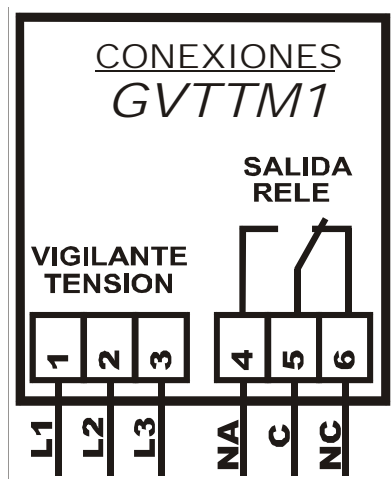 CONEXIONES
GVTTM1
SALIDA
RELE
VIGILANTE
TENSION
1 2 3 4 5 6
L1 L2 L3 NA C NC